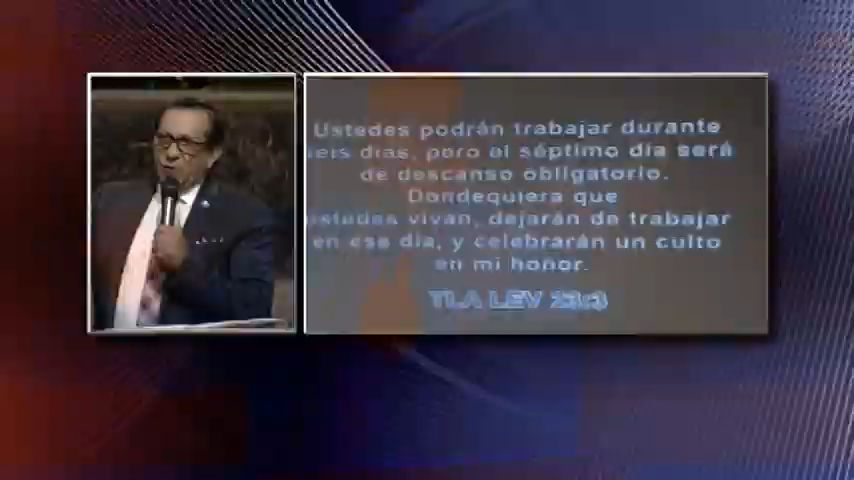 Ustedes podrán trabajar durante
seis días, pero el séptimo día será
de descanso obligatorio.
Dondequiera que
ustedes vivan, dejarán de trabajar
en ese día, y celebrarán un culto
en mi honor.
TLA LEV 23:3